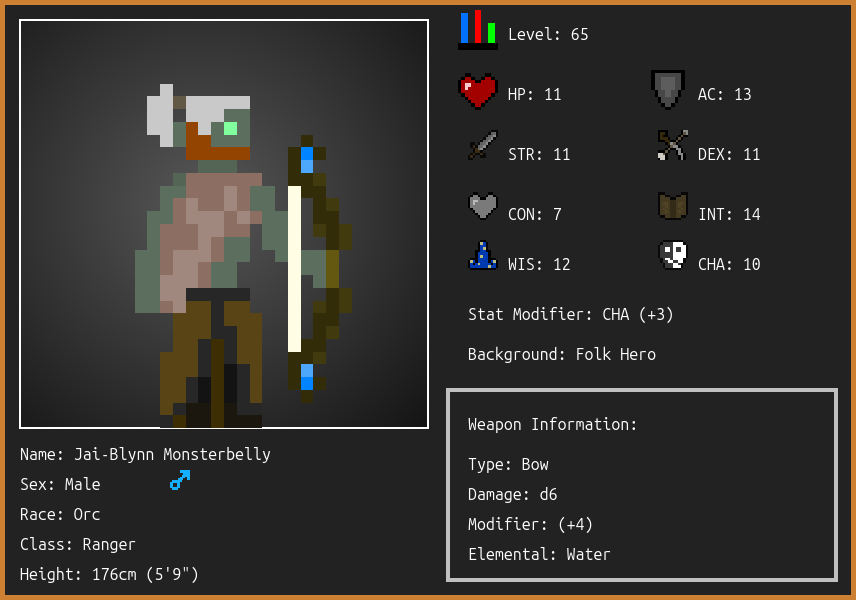 Level: 65
HP: 11
AC: 13
STR: 11
DEX: 11
CON: 7
INT: 14
WIS: 12
CHA: 10
Stat Modifier: CHA (+3)
Background: Folk Hero
Weapon Information:
Type: Bow
Damage: d6
Modifier: (+4)
Elemental: Water
Name: Jai-Blynn Monsterbelly
Sex: Male
Race: Orc
Class: Ranger
Height: 176cm (5'9")